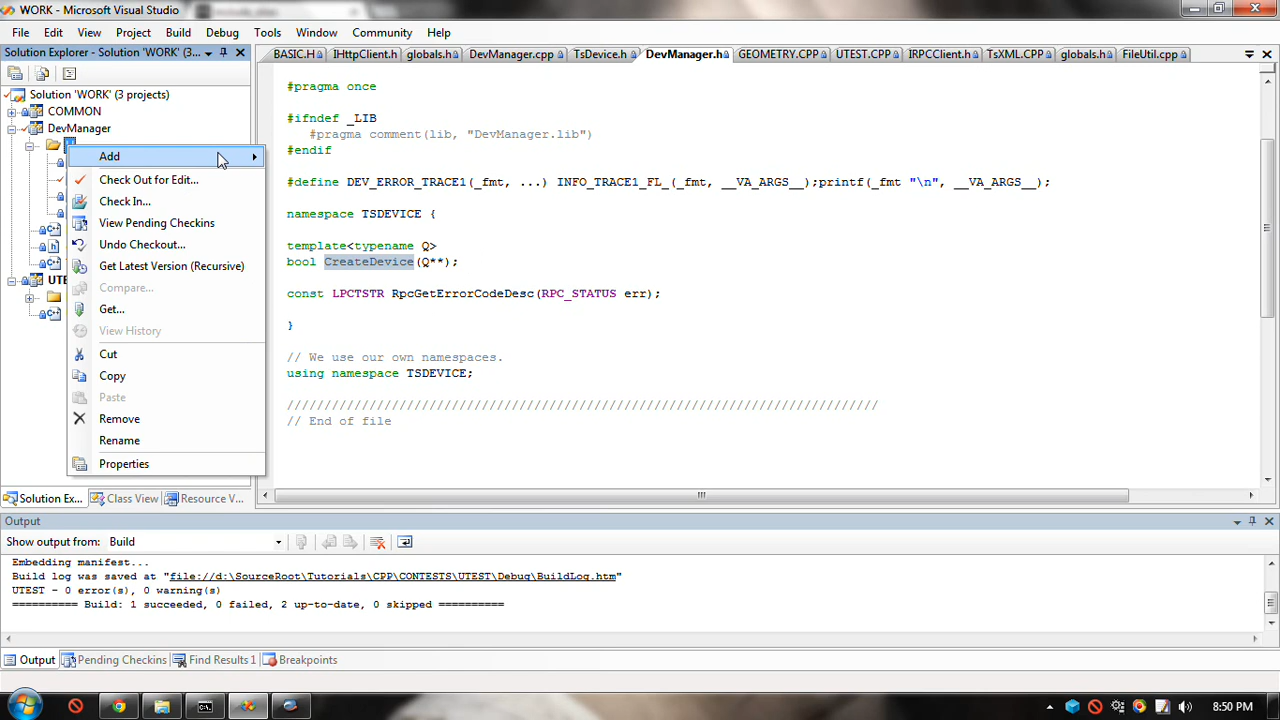 WORK - Microsoft Visual Studio
File Edit View Project Build Debug Tools Window Community Help
Solution Explorer - Solution 'WORK' (3...
BASIC.H IHttpClient.h globals.h DevManager.cpp TsDevice.h DevManager.h GEOMETRY.CPP UTEST.CPP IRPCClient.h TsXML.CPP globals.h FileUtil.cpp
Solution 'WORK' (3 projects)
COMMON
DevManager
UTE
Add
Check Out for Edit...
Check In...
View Pending Checkins
Undo Checkout...
Get Latest Version (Recursive)
Compare...
Get...
View History
Cut
Copy
Paste
Remove
Rename
Properties
#pragma once
#ifndef _LIB
#pragma comment(lib, "DevManager.lib")
#endif
#define DEV_ERROR_TRACE1(_fmt, ...) INFO_TRACE1_FL_(_fmt, __VA_ARGS__);printf(_fmt "\n", __VA_ARGS__);
namespace TSDEVICE {
template<typename Q>
bool CreateDevice(Q**);
const LPCTSTR RpcGetErrorCodeDesc(RPC_STATUS err);
}
// We use our own namespaces.
using namespace TSDEVICE;
////////////////////////////////////////////////////////////////////////////////
// End of file
Solution Ex... Class View Resource V...
Output
Show output from: Build
Embedding manifest...
Build log was saved at "file://d:\SourceRoot\Tutorials\CPP\CONTESTS\UTEST\Debug\BuildLog.htm"
UTEST - 0 error(s), 0 warning(s)
========== Build: 1 succeeded, 0 failed, 2 up-to-date, 0 skipped ==========
Output Pending Checkins Find Results 1 Breakpoints
8:50 PM